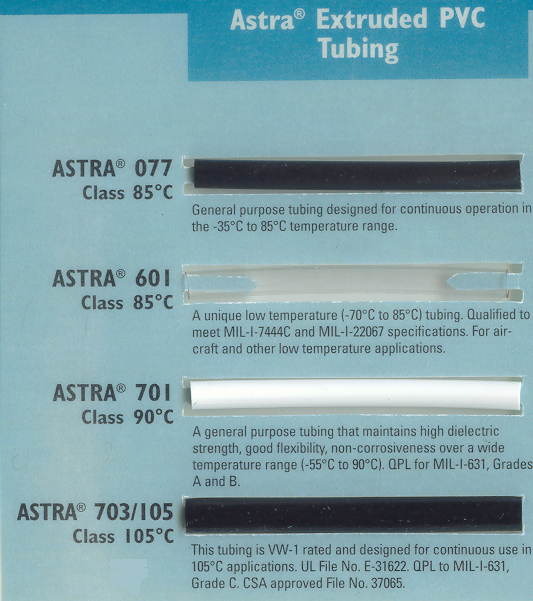 Astra® Extruded PVC
Tubing
ASTRA® 077
Class 85°C
General purpose tubing designed for continuous operation in
the -35°C to 85°C temperature range.
ASTRA® 601
Class 85°C
A unique low temperature (-70°C to 85°C) tubing. Qualified to
meet MIL-I-7444C and MIL-I-22067 specifications. For air-
craft and other low temperature applications.
ASTRA® 701
Class 90°C
A general purpose tubing that maintains high dielectric
strength, good flexibility, non-corrosiveness over a wide
temperature range (-55°C to 90°C). QPL for MIL-I-631, Grades
A and B.
ASTRA® 703/105
Class 105°C
This tubing is VW-1 rated and designed for continuous use in
105°C applications. UL File No. E-31622. QPL to MIL-I-631,
Grade C. CSA approved File No. 37065.